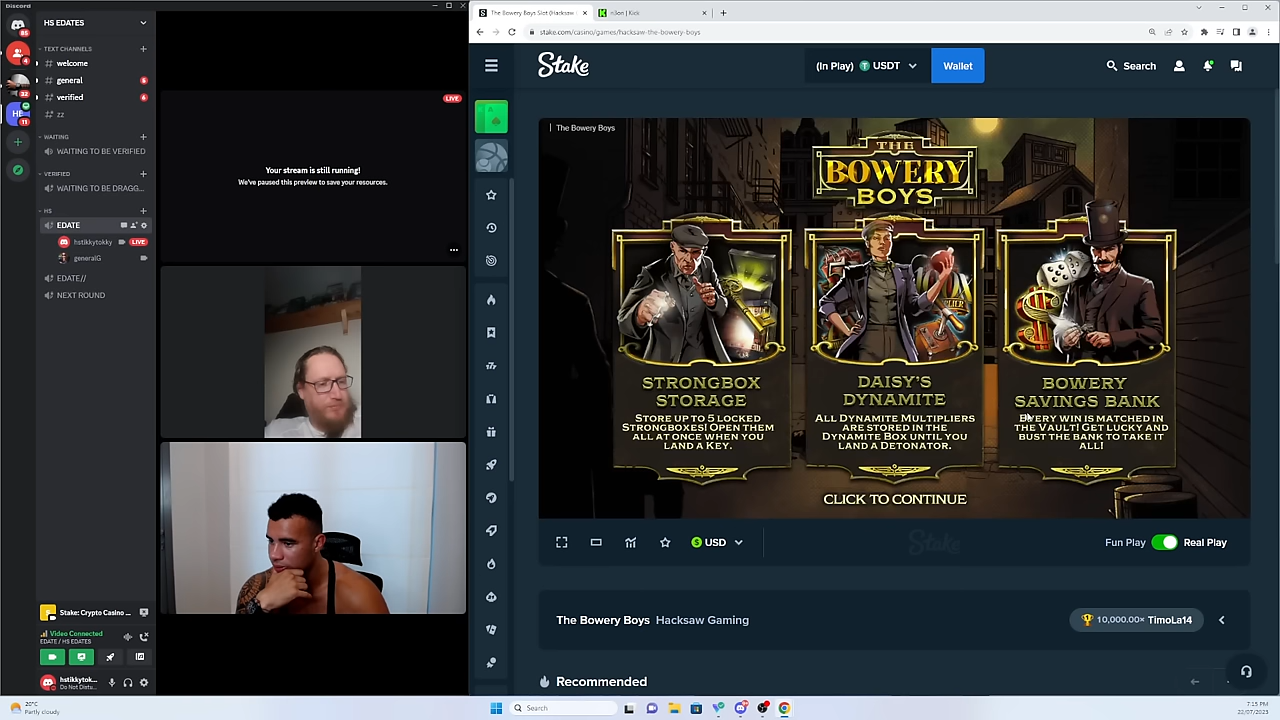 Discord
HS EDATES
TEXT CHANNELS
welcome
general
6
verified
6
zz
WAITING
WAITING TO BE VERIFIED
VERIFIED
WAITING TO BE DRAGG...
HS
EDATE
hstikkytokky
LIVE
generalG
EDATE//
NEXT ROUND
Stake: Crypto Casino ...
Video Connected
EDATE / HS EDATES
hstikkytok...
Do Not Distu...
LIVE
Your stream is still running!
We've paused this preview to save your resources.
The Bowery Boys Slot (Hacksaw
n3on | Kick
stake.com/casino/games/hacksaw-the-bowery-boys
Stake
(In Play) USDT
Wallet
Search
The Bowery Boys
THE
BOWERY
BOYS
STRONGBOX
STORAGE
STORE UP TO 5 LOCKED
STRONGBOXES! OPEN THEM
ALL AT ONCE WHEN YOU
LAND A KEY.
DAISY'S
DYNAMITE
ALL DYNAMITE MULTIPLIERS
ARE STORED IN THE
DYNAMITE BOX UNTIL YOU
LAND A DETONATOR.
BOWERY
SAVINGS BANK
EVERY WIN IS MATCHED IN
THE VAULT! GET LUCKY AND
BUST THE BANK TO TAKE IT
ALL!
CLICK TO CONTINUE
USD
Stake
Fun Play
Real Play
The Bowery Boys Hacksaw Gaming
10,000.00× TimoLa14
Recommended
20°C
Partly cloudy
Search
7:15 PM
22/07/2023